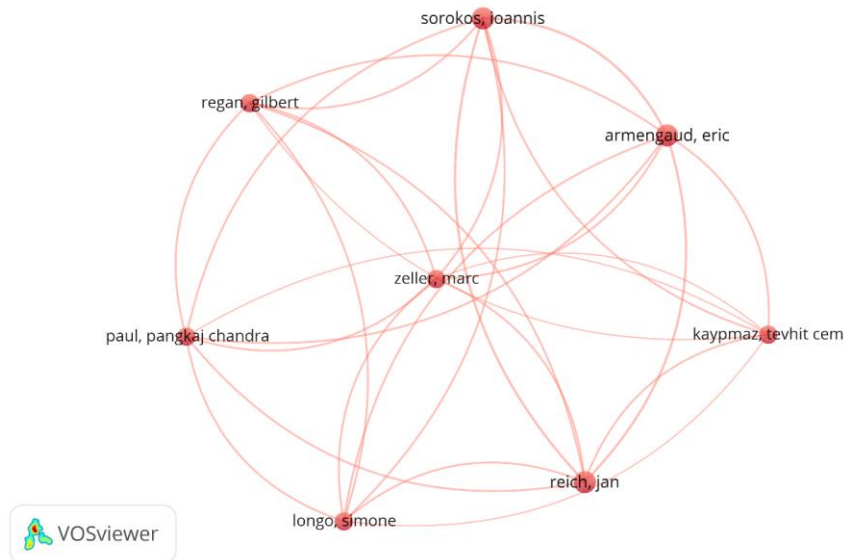 sorokos, ioannis
regan, gilbert
armengaud, eric
zeller, marc
paul, pangkaj chandra
kaypmaz, tevhit cem
reich, jan
longo, simone
VOSviewer